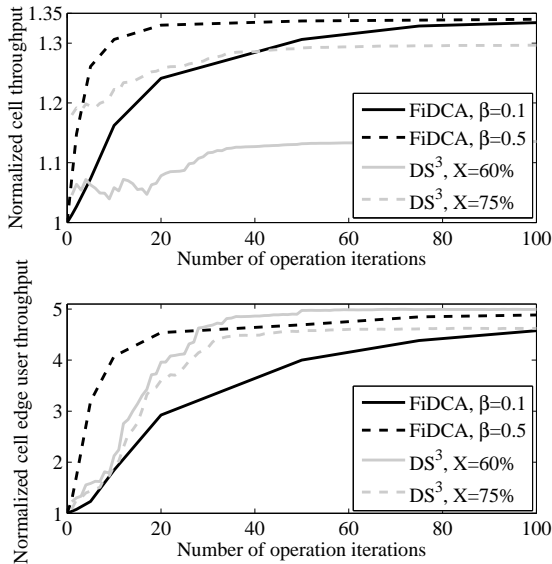 1.35
1.3
1.2
1.1
1
Normalized cell throughput
FiDCA, β=0.1
FiDCA, β=0.5
DS³, X=60%
DS³, X=75%
0 20 40 60 80 100
Number of operation iterations
5
4
3
2
1
Normalized cell edge user throughput
FiDCA, β=0.1
FiDCA, β=0.5
DS³, X=60%
DS³, X=75%
0 20 40 60 80 100
Number of operation iterations